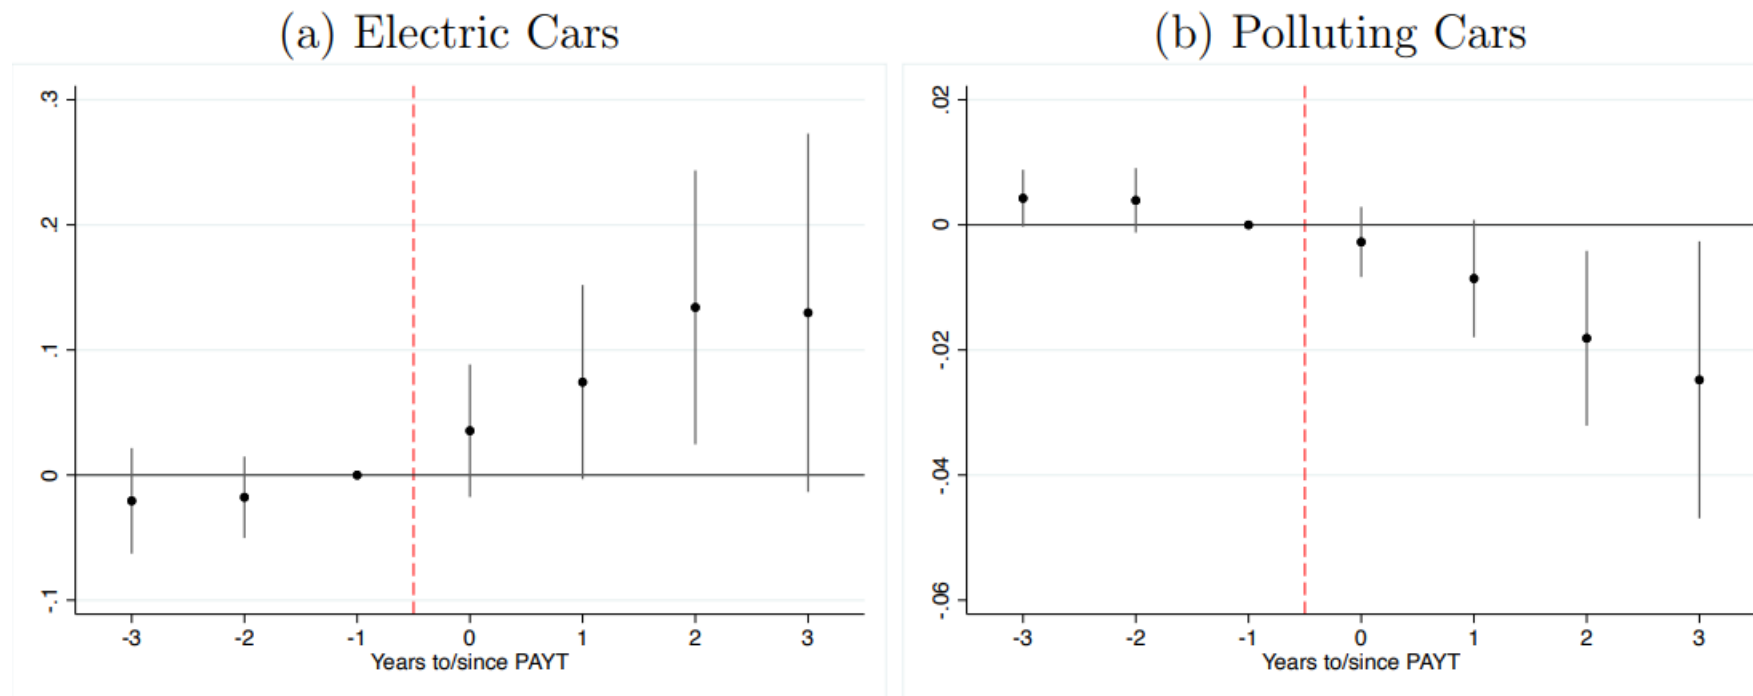 (a) Electric Cars
.3
.2
.1
0
-.1
-3 -2 -1 0 1 2 3
Years to/since PAYT
(b) Polluting Cars
.02
0
-.02
-.04
-.06
-3 -2 -1 0 1 2 3
Years to/since PAYT